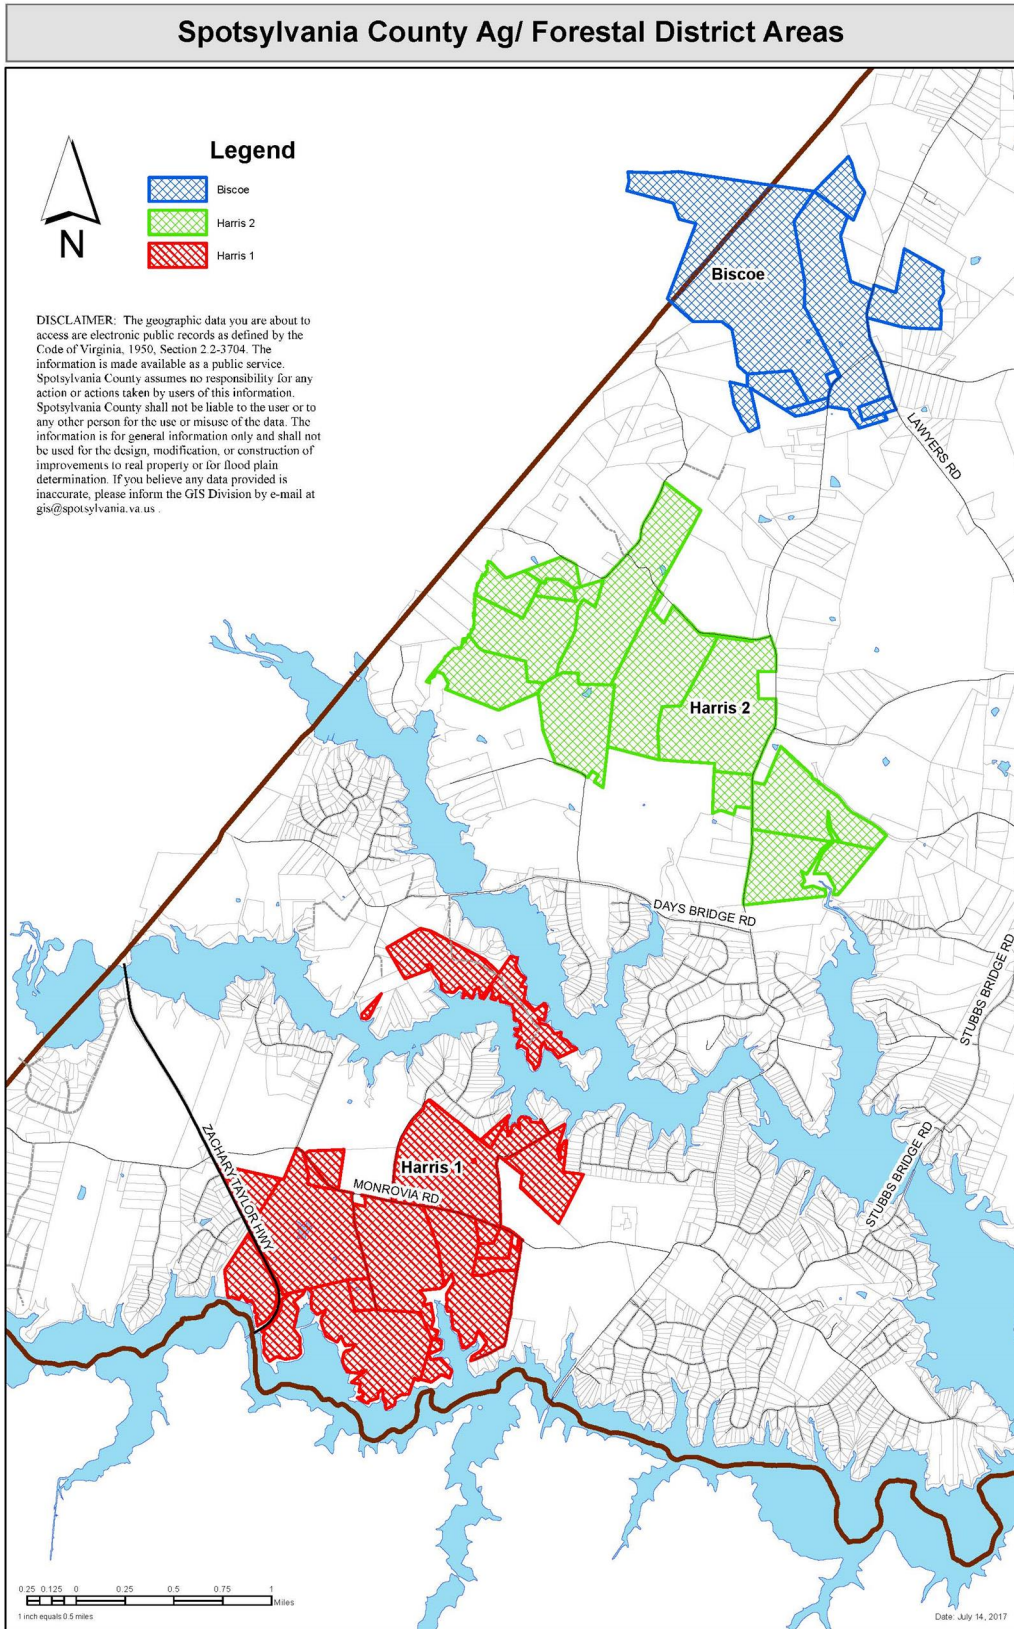 Spotsylvania County Ag/ Forestal District Areas
Legend
Biscoe
Harris 2
Harris 1
N
DISCLAIMER: The geographic data you are about to
access are electronic public records as defined by the
Code of Virginia, 1950, Section 2.2-3704. The
information is made available as a public service.
Spotsylvania County assumes no responsibility for any
action or actions taken by users of this information.
Spotsylvania County shall not be liable to the user or to
any other person for the use or misuse of the data. The
information is for general information only and shall not
be used for the design, modification, or construction of
improvements to real property or for flood plain
determination. If you believe any data provided is
inaccurate, please inform the GIS Division by e-mail at
gis@spotsylvania.va.us .
Biscoe
LAWYERS RD
Harris 2
DAYS BRIDGE RD
STUBBS BRIDGE RD
ZACHARY TAYLOR HWY
Harris 1
MONROVIA RD
STUBBS BRIDGE RD
0.25 0.125 0 0.25 0.5 0.75 1
Miles
1 inch equals 0.5 miles
Date: July 14, 2017